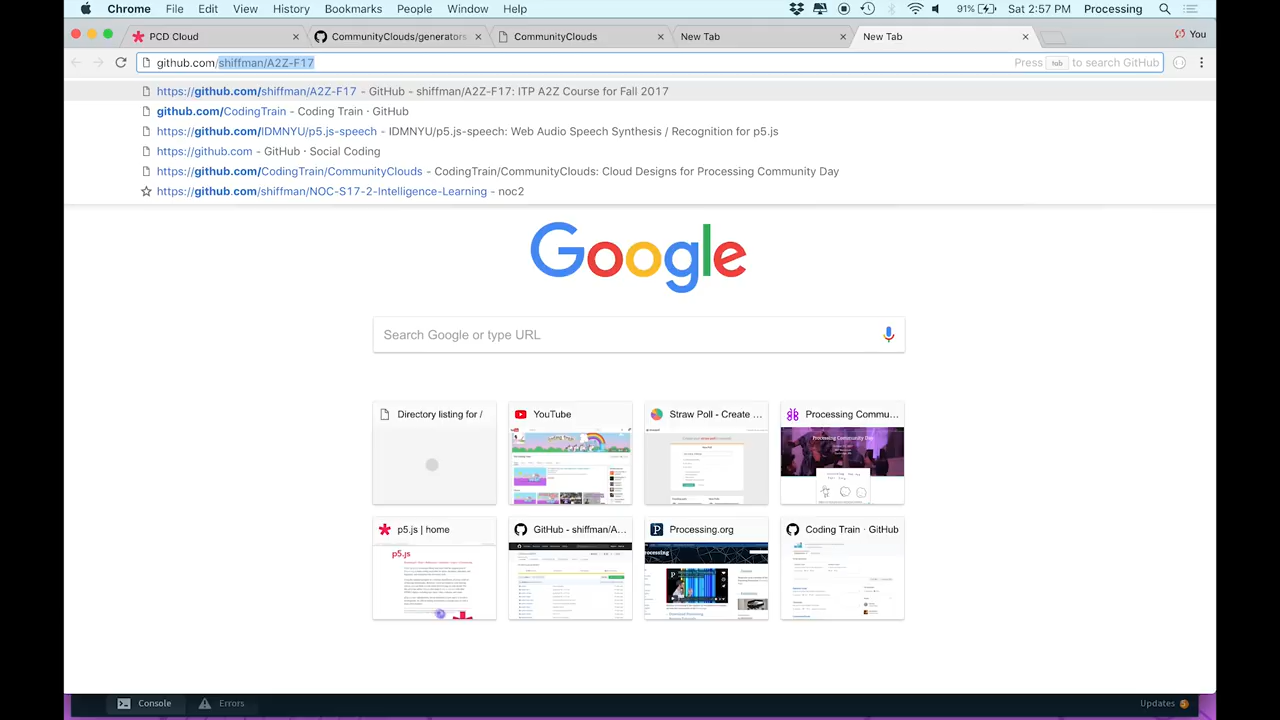 Chrome File Edit View History Bookmarks People Window Help 91% Sat 2:57 PM Processing
PCD Cloud CommunityClouds/generators CommunityClouds New Tab New Tab You
github.com/shiffman/A2Z-F17 Press tab to search GitHub
https://github.com/shiffman/A2Z-F17 - GitHub - shiffman/A2Z-F17: ITP A2Z Course for Fall 2017
github.com/CodingTrain - Coding Train · GitHub
https://github.com/IDMNYU/p5.js-speech - IDMNYU/p5.js-speech: Web Audio Speech Synthesis / Recognition for p5.js
https://github.com - GitHub · Social Coding
https://github.com/CodingTrain/CommunityClouds - CodingTrain/CommunityClouds: Cloud Designs for Processing Community Day
https://github.com/shiffman/NOC-S17-2-Intelligence-Learning - noc2
Google
Search Google or type URL
Directory listing for / YouTube Straw Poll - Create ... Processing Commu...
p5.js | home GitHub - shiffman/A... Processing.org Coding Train · GitHub
p5.js
Console Errors Updates